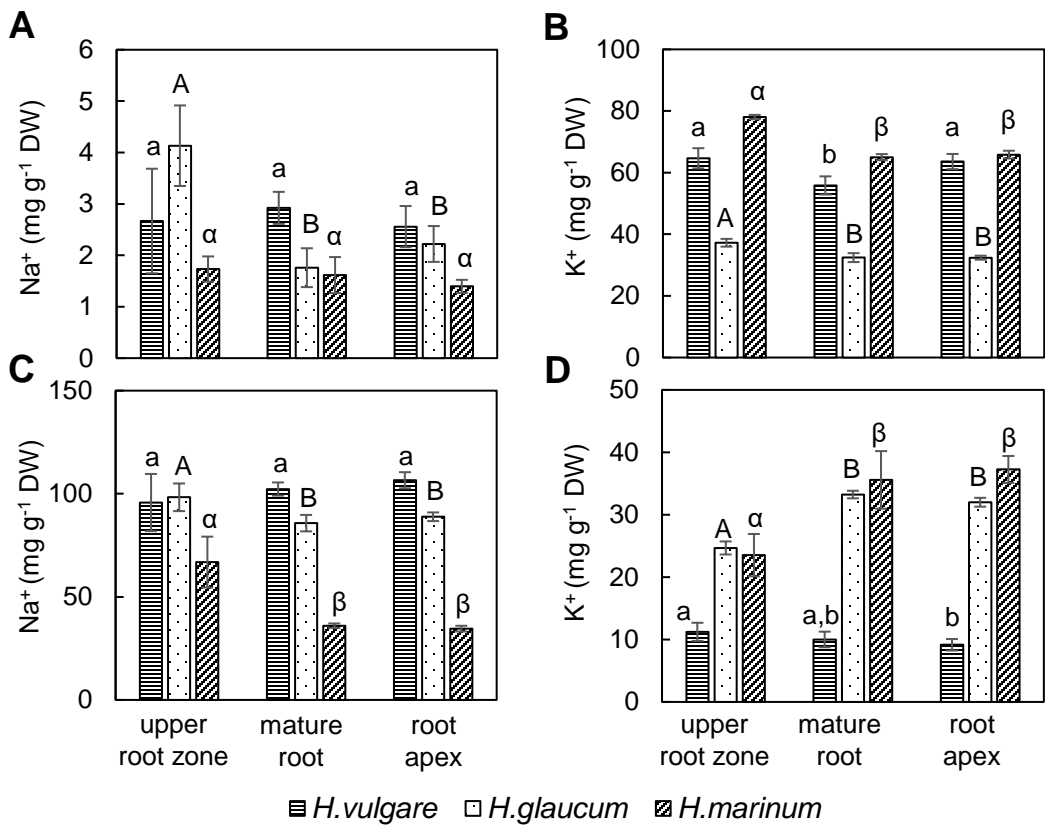 A
Na⁺ (mg g⁻¹ DW)
6
5
4
3
2
1
0
a
A
α
a
B
α
a
B
α
B
K⁺ (mg g⁻¹ DW)
100
80
60
40
20
0
a
A
α
b
B
β
a
B
β
C
Na⁺ (mg g⁻¹ DW)
150
100
50
0
a
A
α
a
B
β
a
B
β
upper
root zone
mature
root
root
apex
D
K⁺ (mg g⁻¹ DW)
50
40
30
20
10
0
a
A
α
a,b
B
β
b
B
β
upper
root zone
mature
root
root
apex
H.vulgare H.glaucum H.marinum